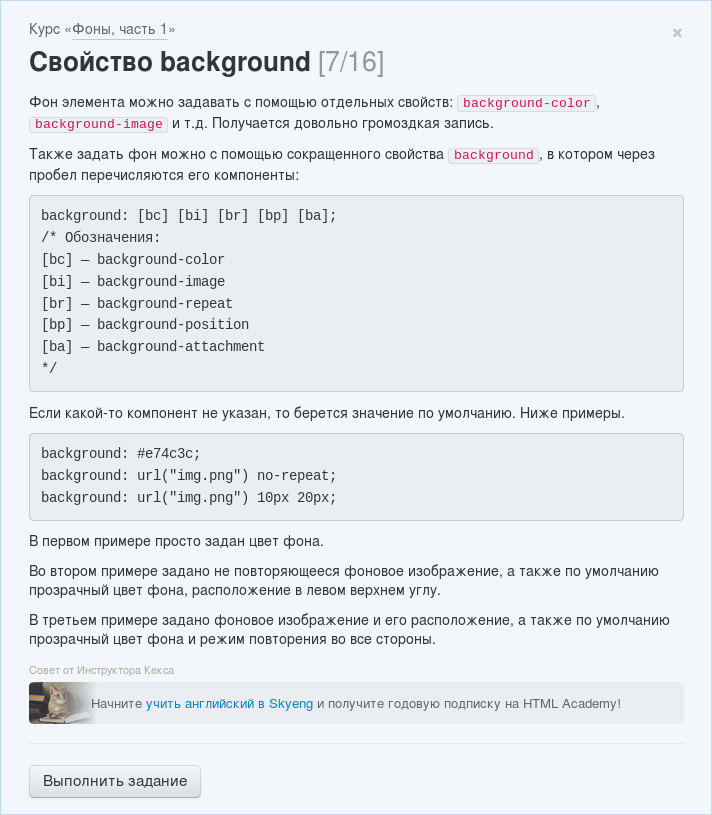 Курс «Фоны, часть 1»
×
Свойство background [7/16]
Фон элемента можно задавать с помощью отдельных свойств: background-color,
background-image и т.д. Получается довольно громоздкая запись.
Также задать фон можно с помощью сокращенного свойства background, в котором через
пробел перечисляются его компоненты:
background: [bc] [bi] [br] [bp] [ba];
/* Обозначения:
[bc] — background-color
[bi] — background-image
[br] — background-repeat
[bp] — background-position
[ba] — background-attachment
*/
Если какой-то компонент не указан, то берется значение по умолчанию. Ниже примеры.
background: #e74c3c;
background: url("img.png") no-repeat;
background: url("img.png") 10px 20px;
В первом примере просто задан цвет фона.
Во втором примере задано не повторяющееся фоновое изображение, а также по умолчанию
прозрачный цвет фона, расположение в левом верхнем углу.
В третьем примере задано фоновое изображение и его расположение, а также по умолчанию
прозрачный цвет фона и режим повторения во все стороны.
Совет от Инструктора Кекса
Начните учить английский в Skyeng и получите годовую подписку на HTML Academy!
Выполнить задание